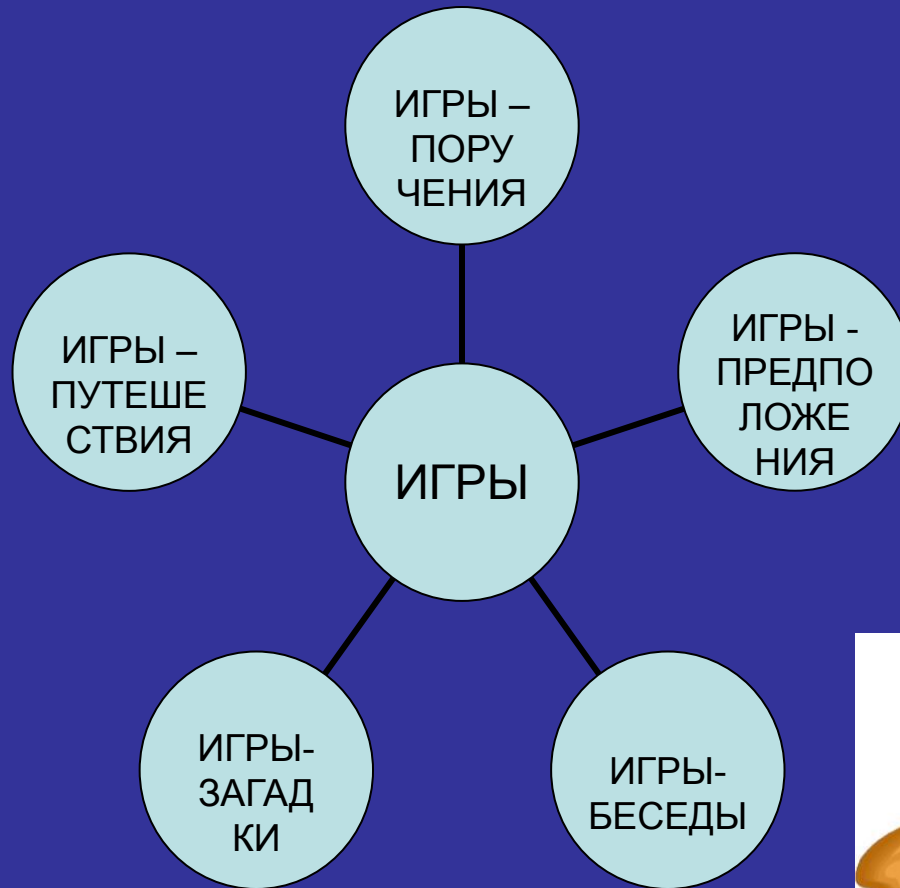 ИГРЫ –
ПОРУ
ЧЕНИЯ
ИГРЫ -
ПРЕДПО
ЛОЖЕ
НИЯ
ИГРЫ –
ПУТЕШЕ
СТВИЯ
ИГРЫ
ИГРЫ-
ЗАГАД
КИ
ИГРЫ-
БЕСЕДЫ